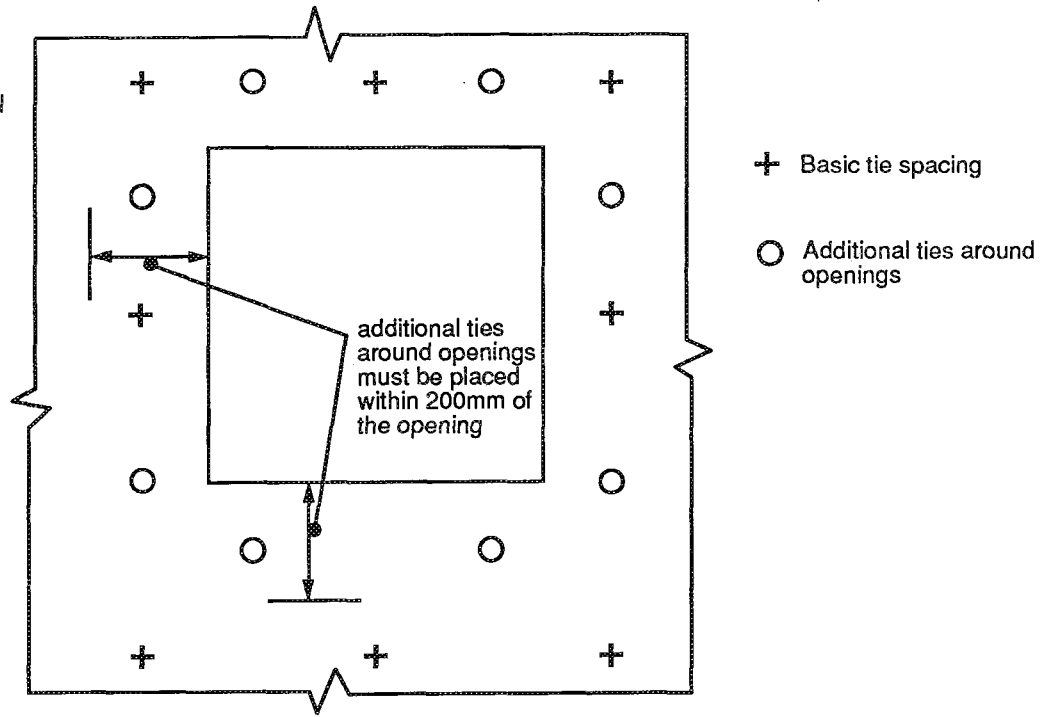 Basic tie spacing
Additional ties around
openings
additional ties
around openings
must be placed
within 200mm of
the opening